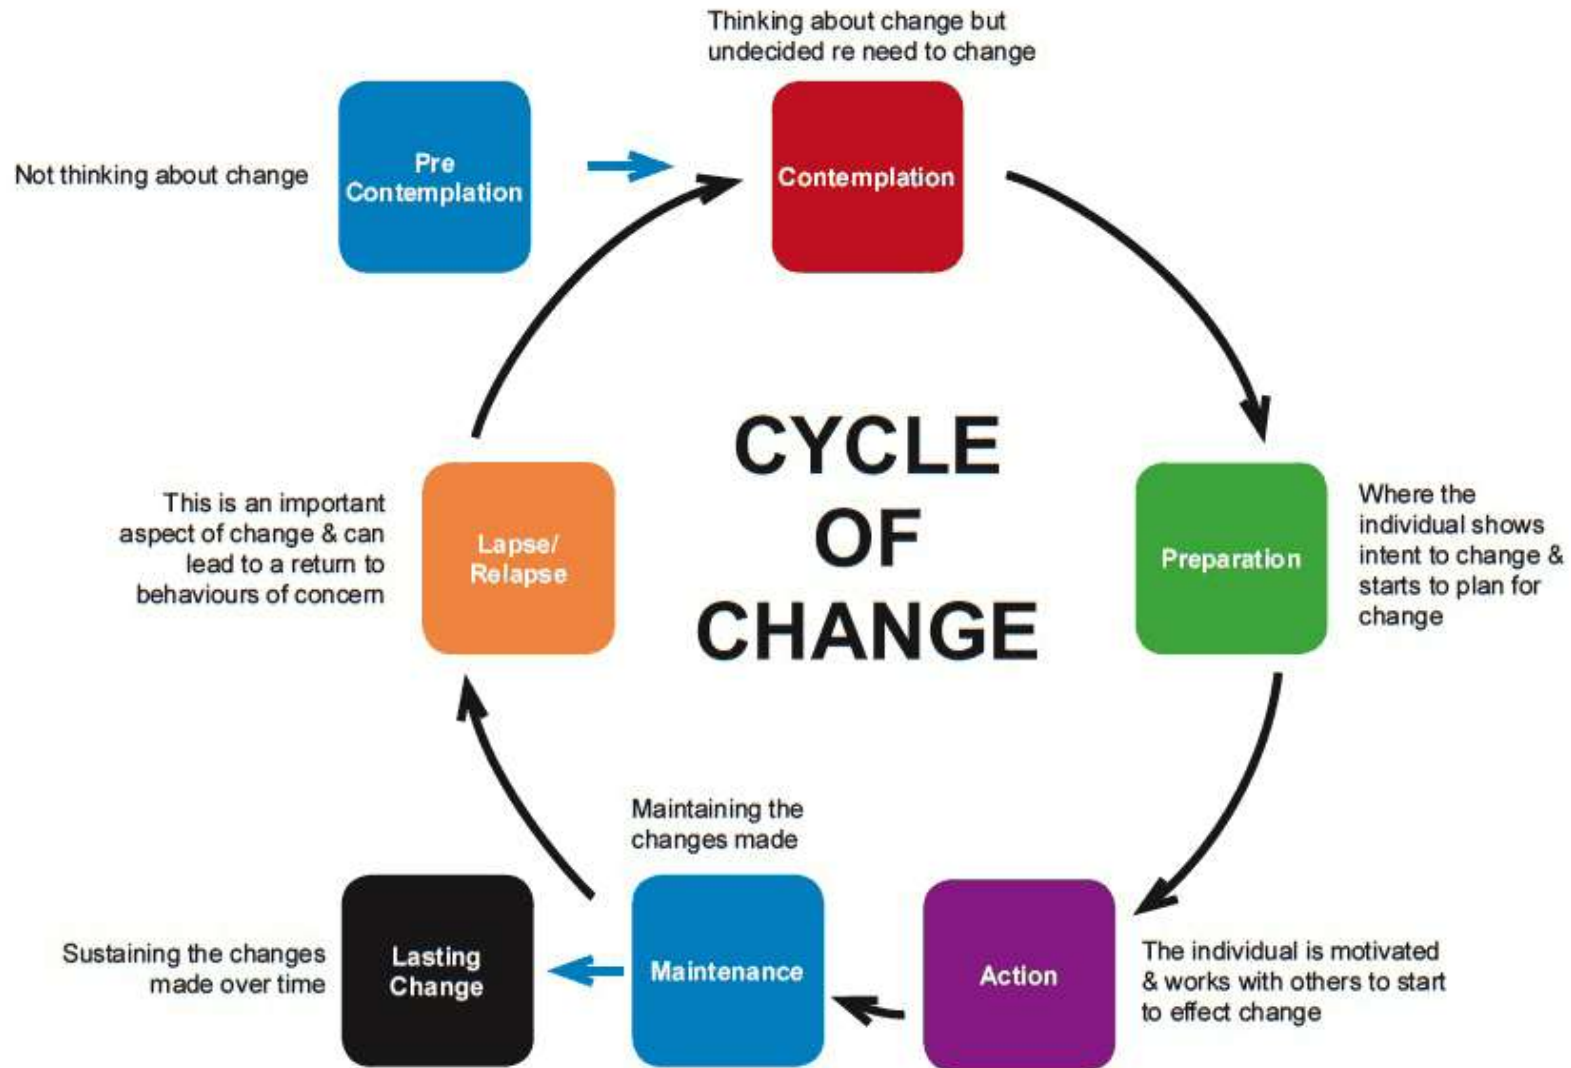 Thinking about change but
undecided re need to change
Not thinking about change
Pre
Contemplation
Contemplation
CYCLE
OF
CHANGE
Preparation
Where the
individual shows
intent to change &
starts to plan for
change
Action
The individual is motivated
& works with others to start
to effect change
Maintaining the
changes made
Maintenance
Lasting
Change
Sustaining the changes
made over time
Lapse/
Relapse
This is an important
aspect of change & can
lead to a return to
behaviours of concern